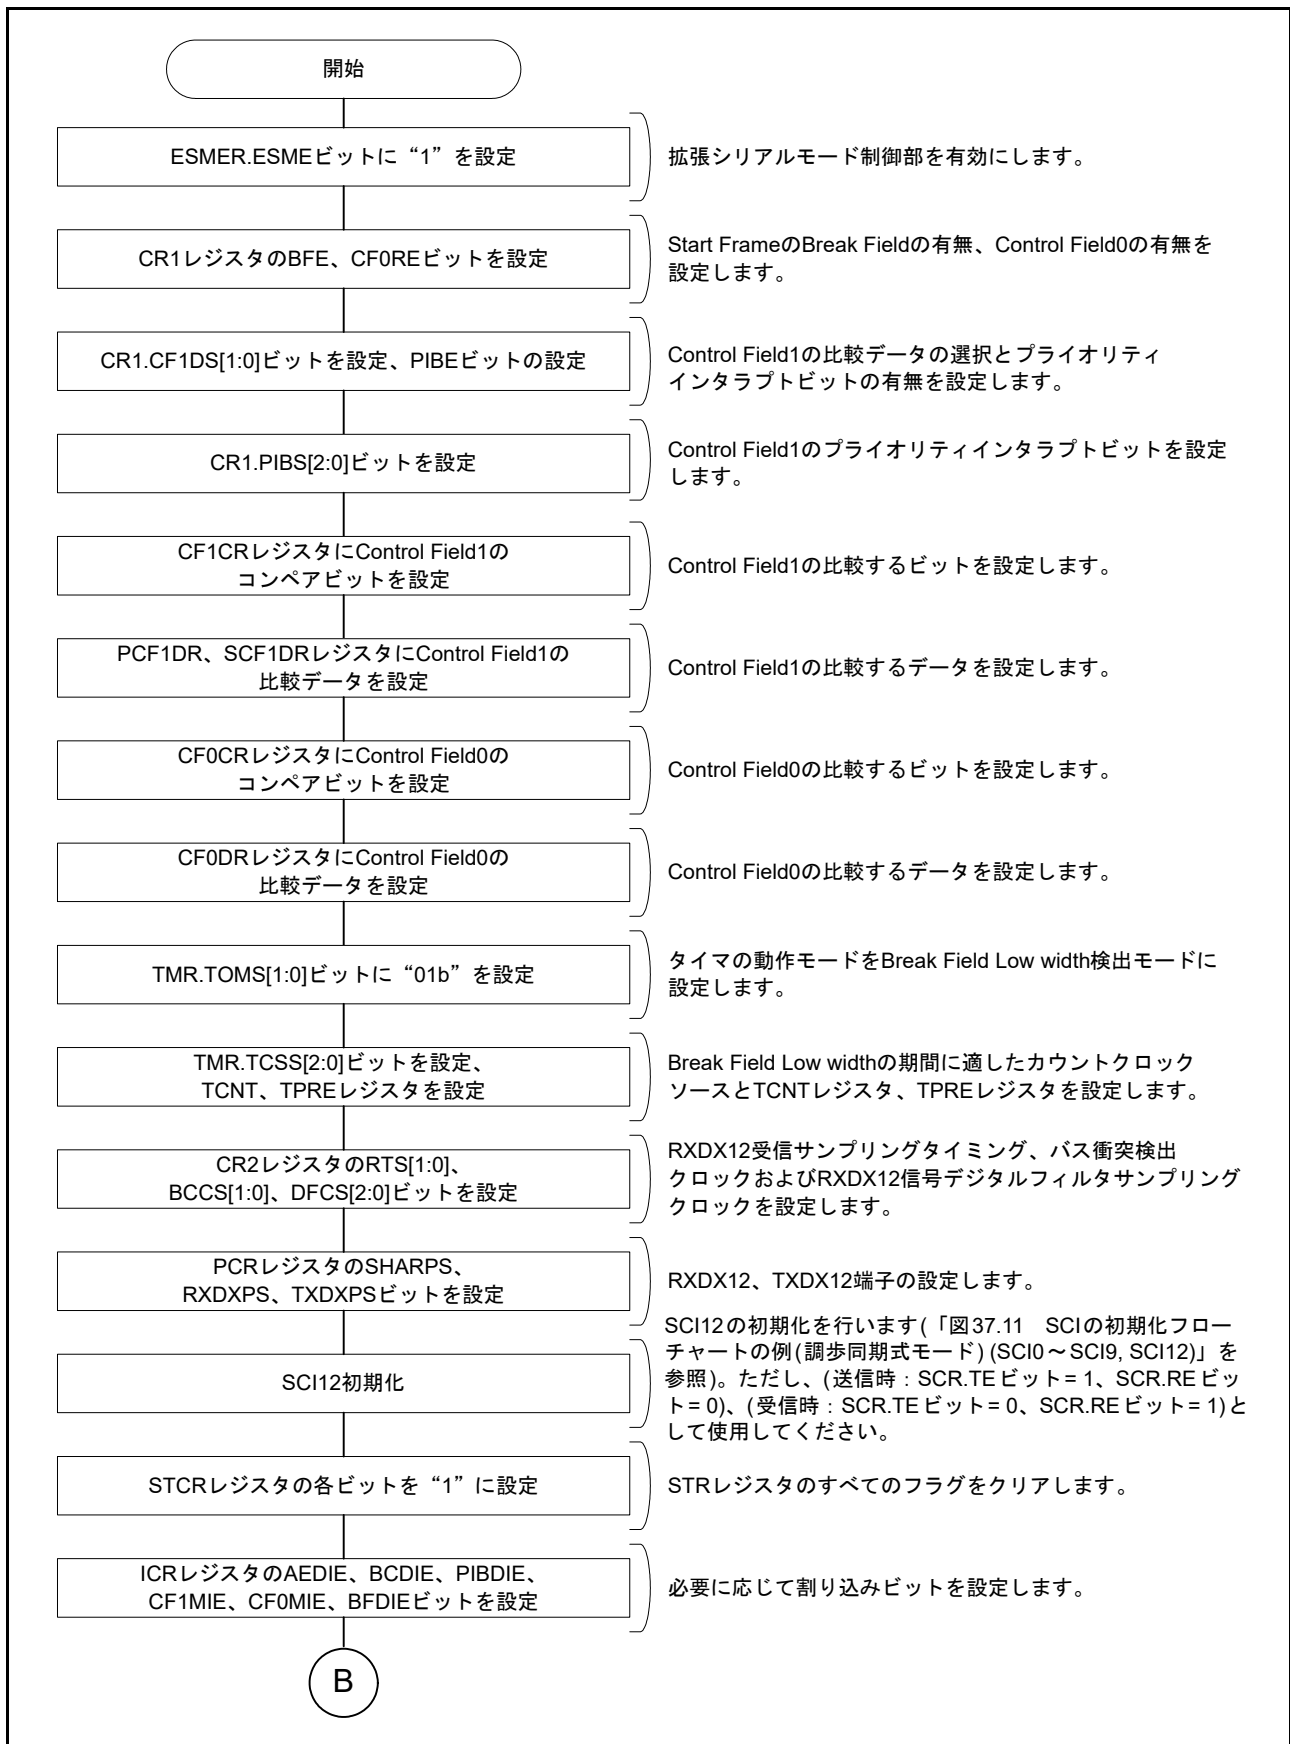 開始
ESMER.ESMEビットに“1”を設定
拡張シリアルモード制御部を有効にします。
CR1レジスタのBFE、CF0REビットを設定
Start FrameのBreak Fieldの有無、Control Field0の有無を
設定します。
CR1.CF1DS[1:0]ビットを設定、PIBEビットの設定
Control Field1の比較データの選択とプライオリティ
インタラプトビットの有無を設定します。
CR1.PIBS[2:0]ビットを設定
Control Field1のプライオリティインタラプトビットを設定
します。
CF1CRレジスタにControl Field1の
コンペアビットを設定
Control Field1の比較するビットを設定します。
PCF1DR、SCF1DRレジスタにControl Field1の
比較データを設定
Control Field1の比較するデータを設定します。
CF0CRレジスタにControl Field0の
コンペアビットを設定
Control Field0の比較するビットを設定します。
CF0DRレジスタにControl Field0の
比較データを設定
Control Field0の比較するデータを設定します。
TMR.TOMS[1:0]ビットに“01b”を設定
タイマの動作モードをBreak Field Low width検出モードに
設定します。
TMR.TCSS[2:0]ビットを設定、
TCNT、TPREレジスタを設定
Break Field Low widthの期間に適したカウントクロック
ソースとTCNTレジスタ、TPREレジスタを設定します。
CR2レジスタのRTS[1:0]、
BCCS[1:0]、DFCS[2:0]ビットを設定
RXDX12受信サンプリングタイミング、バス衝突検出
クロックおよびRXDX12信号デジタルフィルタサンプリング
クロックを設定します。
PCRレジスタのSHARPS、
RXDXPS、TXDXPSビットを設定
RXDX12、TXDX12端子の設定します。
SCI12初期化
SCI12の初期化を行います(「図37.11　SCIの初期化フロー
チャートの例(調歩同期式モード) (SCI0～SCI9, SCI12)」を
参照)。ただし、(送信時：SCR.TEビット= 1、SCR.REビッ
ト= 0)、(受信時：SCR.TEビット= 0、SCR.REビット= 1)と
して使用してください。
STCRレジスタの各ビットを“1”に設定
STRレジスタのすべてのフラグをクリアします。
ICRレジスタのAEDIE、BCDIE、PIBDIE、
CF1MIE、CF0MIE、BFDIEビットを設定
必要に応じて割り込みビットを設定します。
B